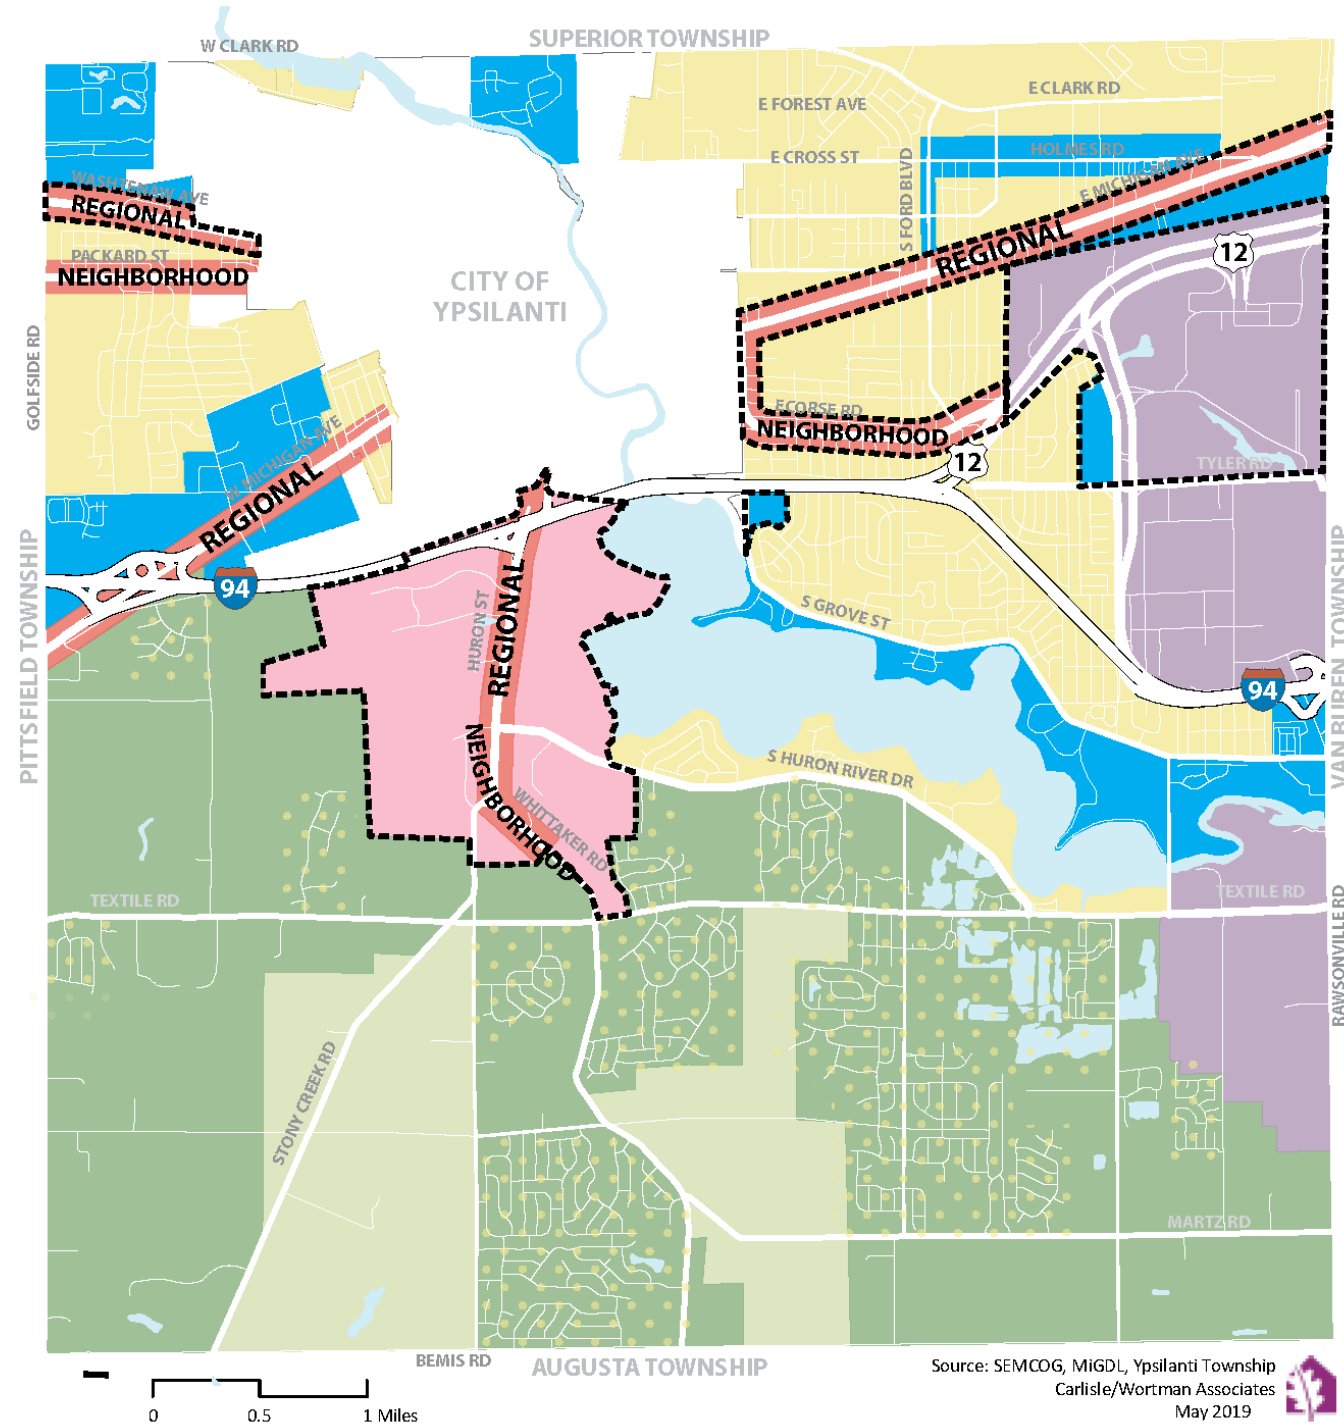 SUPERIOR TOWNSHIP
W CLARK RD
E CLARK RD
E FOREST AVE
S FORD BLVD
HOLMES RD
E CROSS ST
E MICHIGAN AVE
WASHTENAW AVE
REGIONAL
PACKARD ST
NEIGHBORHOOD
REGIONAL
12
CITY OF
YPSILANTI
GOLFSIDE RD
ECORSE RD
NEIGHBORHOOD
12
TYLER RD
W MICHIGAN AVE
REGIONAL
94
PITTSFIELD TOWNSHIP
HURON ST
REGIONAL
S GROVE ST
94
VAN BUREN TOWNSHIP
NEIGHBORHOOD
WHITTAKER RD
S HURON RIVER DR
TEXTILE RD
TEXTILE RD
RAWSONVILLE RD
STONY CREEK RD
MARTZ RD
BEMIS RD
AUGUSTA TOWNSHIP
0
0.5
1 Miles
Source: SEMCOG, MiGDL, Ypsilanti Township
Carlisle/Wortman Associates
May 2019